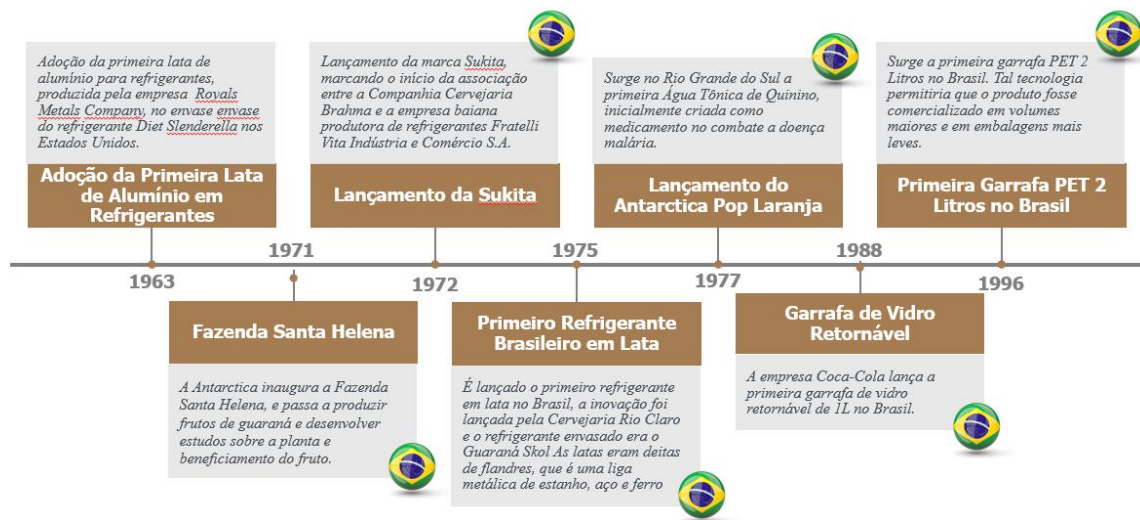 Adoção da primeira lata de
alumínio para refrigerantes,
produzida pela empresa Royals
Metals Company, no envase envase
do refrigerante Diet Slenderella nos
Estados Unidos.
Adoção da Primeira Lata
de Alumínio em
Refrigerantes
Lançamento da marca Sukita,
marcando o início da associação
entre a Companhia Cervejaria
Brahma e a empresa baiana
produtora de refrigerantes Fratelli
Vita Indústria e Comércio S.A.
Lançamento da Sukita
Surge no Rio Grande do Sul a
primeira Água Tônica de Quinino,
inicialmente criada como
medicamento no combate a doença
malária.
Lançamento do
Antarctica Pop Laranja
Surge a primeira garrafa PET 2
Litros no Brasil. Tal tecnologia
permitiria que o produto fosse
comercializado em volumes
maiores e em embalagens mais
leves.
Primeira Garrafa PET 2
Litros no Brasil
1971
1975
1988
1963
1972
1977
1996
Fazenda Santa Helena
A Antarctica inaugura a Fazenda
Santa Helena, e passa a produzir
frutos de guaraná e desenvolver
estudos sobre a planta e
beneficiamento do fruto.
Primeiro Refrigerante
Brasileiro em Lata
É lançado o primeiro refrigerante
em lata no Brasil, a inovação foi
lançada pela Cervejaria Rio Claro
e o refrigerante envasado era o
Guaraná Skol As latas eram deitas
de flandres, que é uma liga
metálica de estanho, aço e ferro
Garrafa de Vidro
Retornável
A empresa Coca-Cola lança a
primeira garrafa de vidro
retornável de 1L no Brasil.